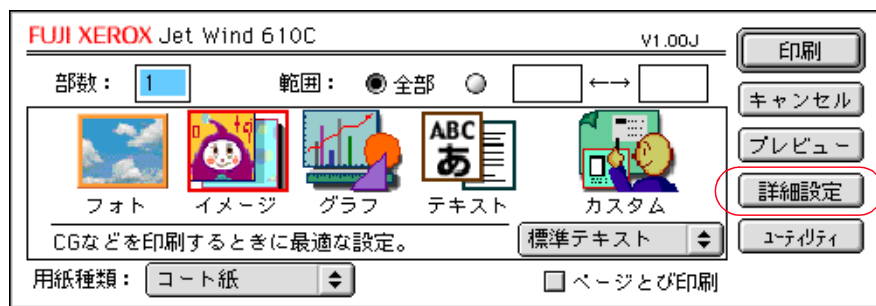 FUJI XEROX Jet Wind 610C
V1.00J
印刷
部数： 1 範囲： 全部 ←→
キャンセル
ABC
あ
プレビュー
フォト イメージ グラフ テキスト カスタム
詳細設定
CGなどを印刷するときに最適な設定。
標準テキスト
ユーティリティ
用紙種類： コート紙
ページとび印刷